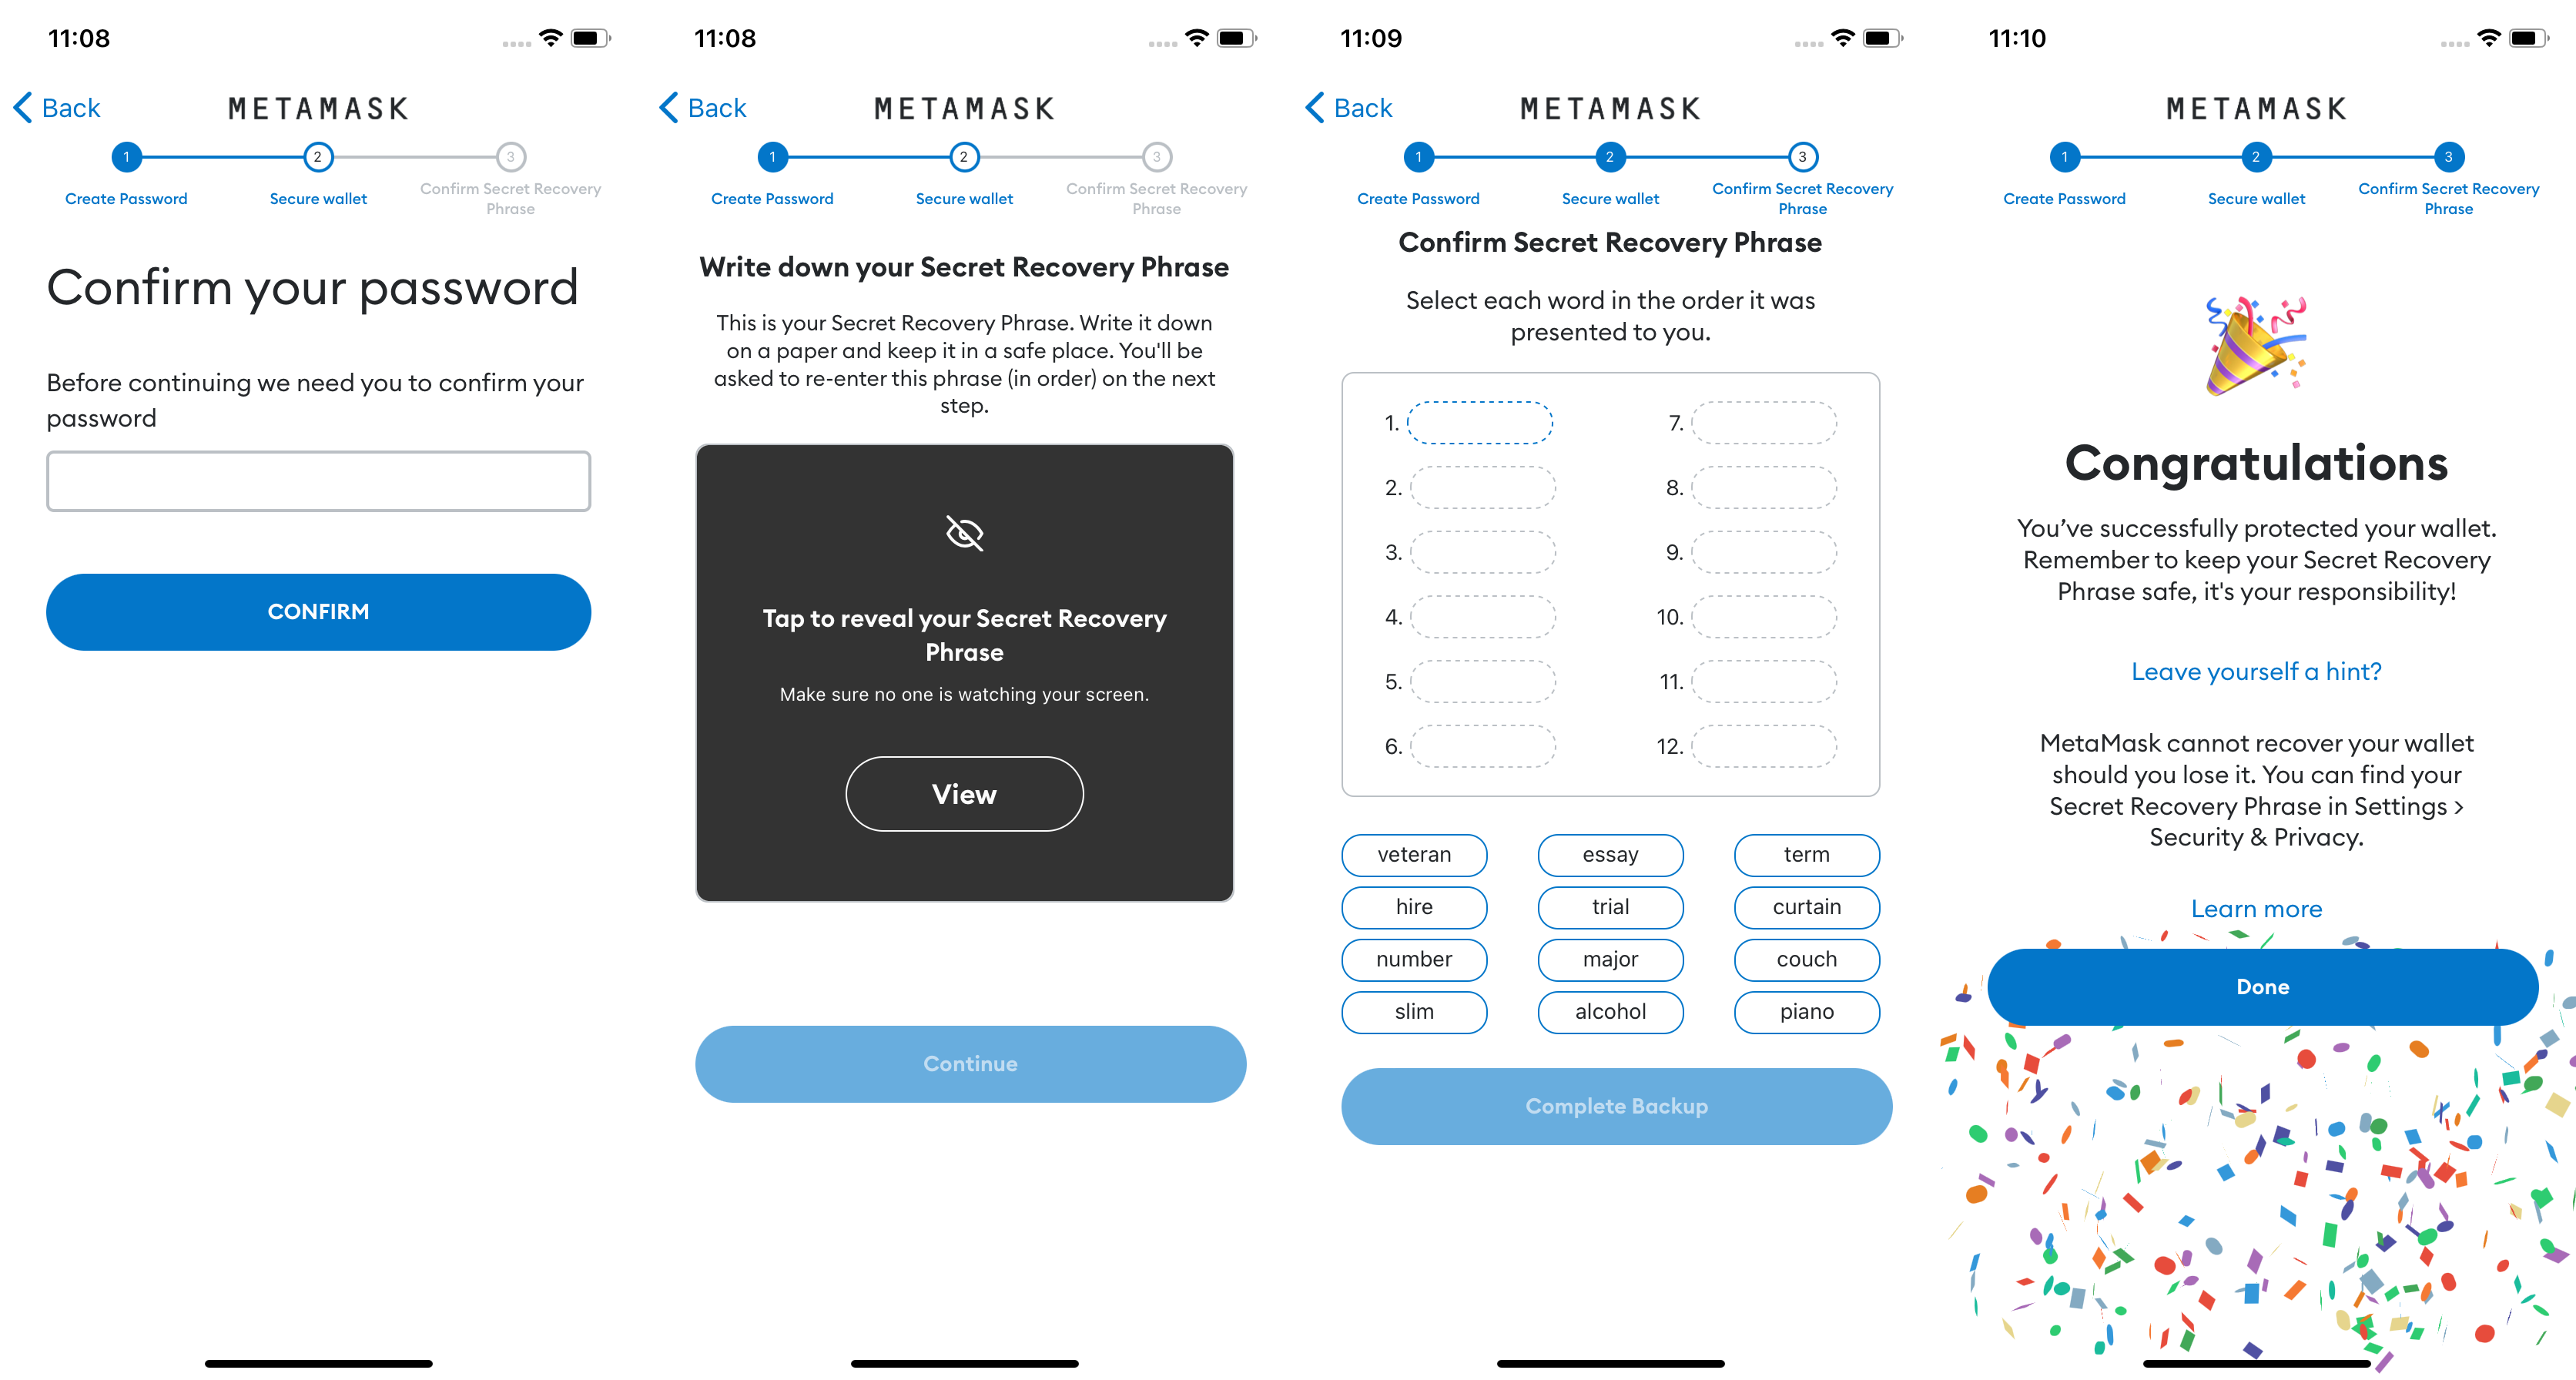 11:08
Back
METAMASK
1
2
3
Create Password
Secure wallet
Confirm Secret Recovery
Phrase
Confirm your password
Before continuing we need you to confirm your
password
CONFIRM
11:08
Back
METAMASK
1
2
3
Create Password
Secure wallet
Confirm Secret Recovery
Phrase
Write down your Secret Recovery Phrase
This is your Secret Recovery Phrase. Write it down
on a paper and keep it in a safe place. You'll be
asked to re-enter this phrase (in order) on the next
step.
Tap to reveal your Secret Recovery
Phrase
Make sure no one is watching your screen.
View
Continue
11:09
Back
METAMASK
1
2
3
Create Password
Secure wallet
Confirm Secret Recovery
Phrase
Confirm Secret Recovery Phrase
Select each word in the order it was
presented to you.
1.
7.
2.
8.
3.
9.
4.
10.
5.
11.
6.
12.
veteran
essay
term
hire
trial
curtain
number
major
couch
slim
alcohol
piano
Complete Backup
11:10
METAMASK
1
2
3
Create Password
Secure wallet
Confirm Secret Recovery
Phrase
Congratulations
You’ve successfully protected your wallet.
Remember to keep your Secret Recovery
Phrase safe, it's your responsibility!
Leave yourself a hint?
MetaMask cannot recover your wallet
should you lose it. You can find your
Secret Recovery Phrase in Settings >
Security & Privacy.
Learn more
Done